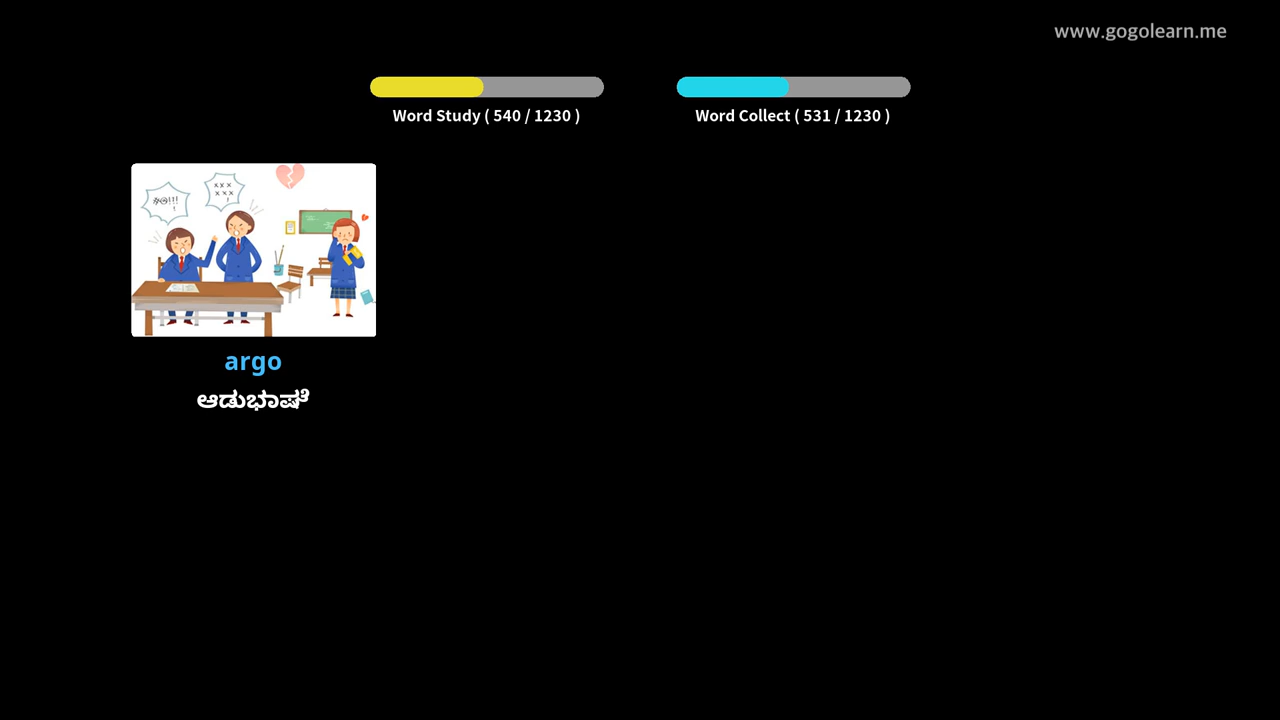 www.gogolearn.me
Word Study ( 540 / 1230 )
Word Collect ( 531 / 1230 )
#@!!!
x x x
x x x
argo
ಆಡುಭಾಷೆ